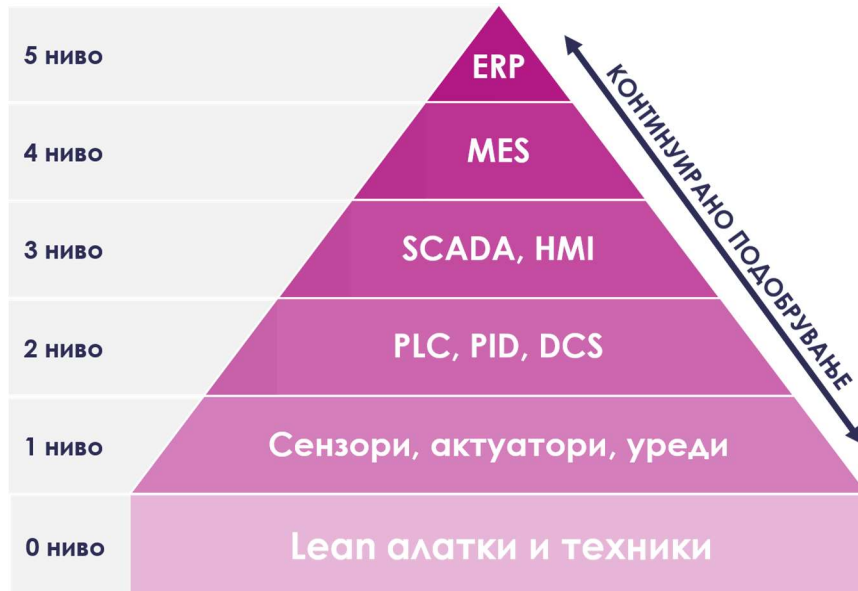 5 ниво
ERP
4 ниво
MES
3 ниво
SCADA, HMI
2 ниво
PLC, PID, DCS
1 ниво
Сензори, актуатори, уреди
0 ниво
Lean алатки и техники
КОНТИНУИРАНО ПОДОБРУВАЊЕ